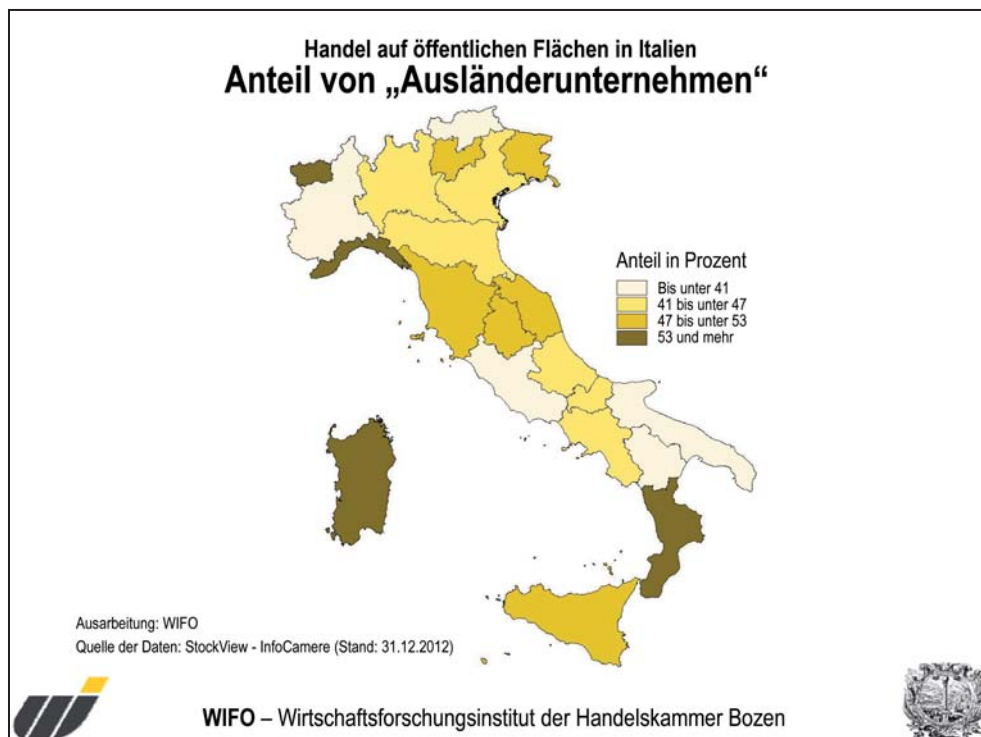 Handel auf öffentlichen Flächen in Italien
Anteil von „Ausländerunternehmen“
Anteil in Prozent
Bis unter 41
41 bis unter 47
47 bis unter 53
53 und mehr
Ausarbeitung: WIFO
Quelle der Daten: StockView - InfoCamere (Stand: 31.12.2012)
WIFO – Wirtschaftsforschungsinstitut der Handelskammer Bozen